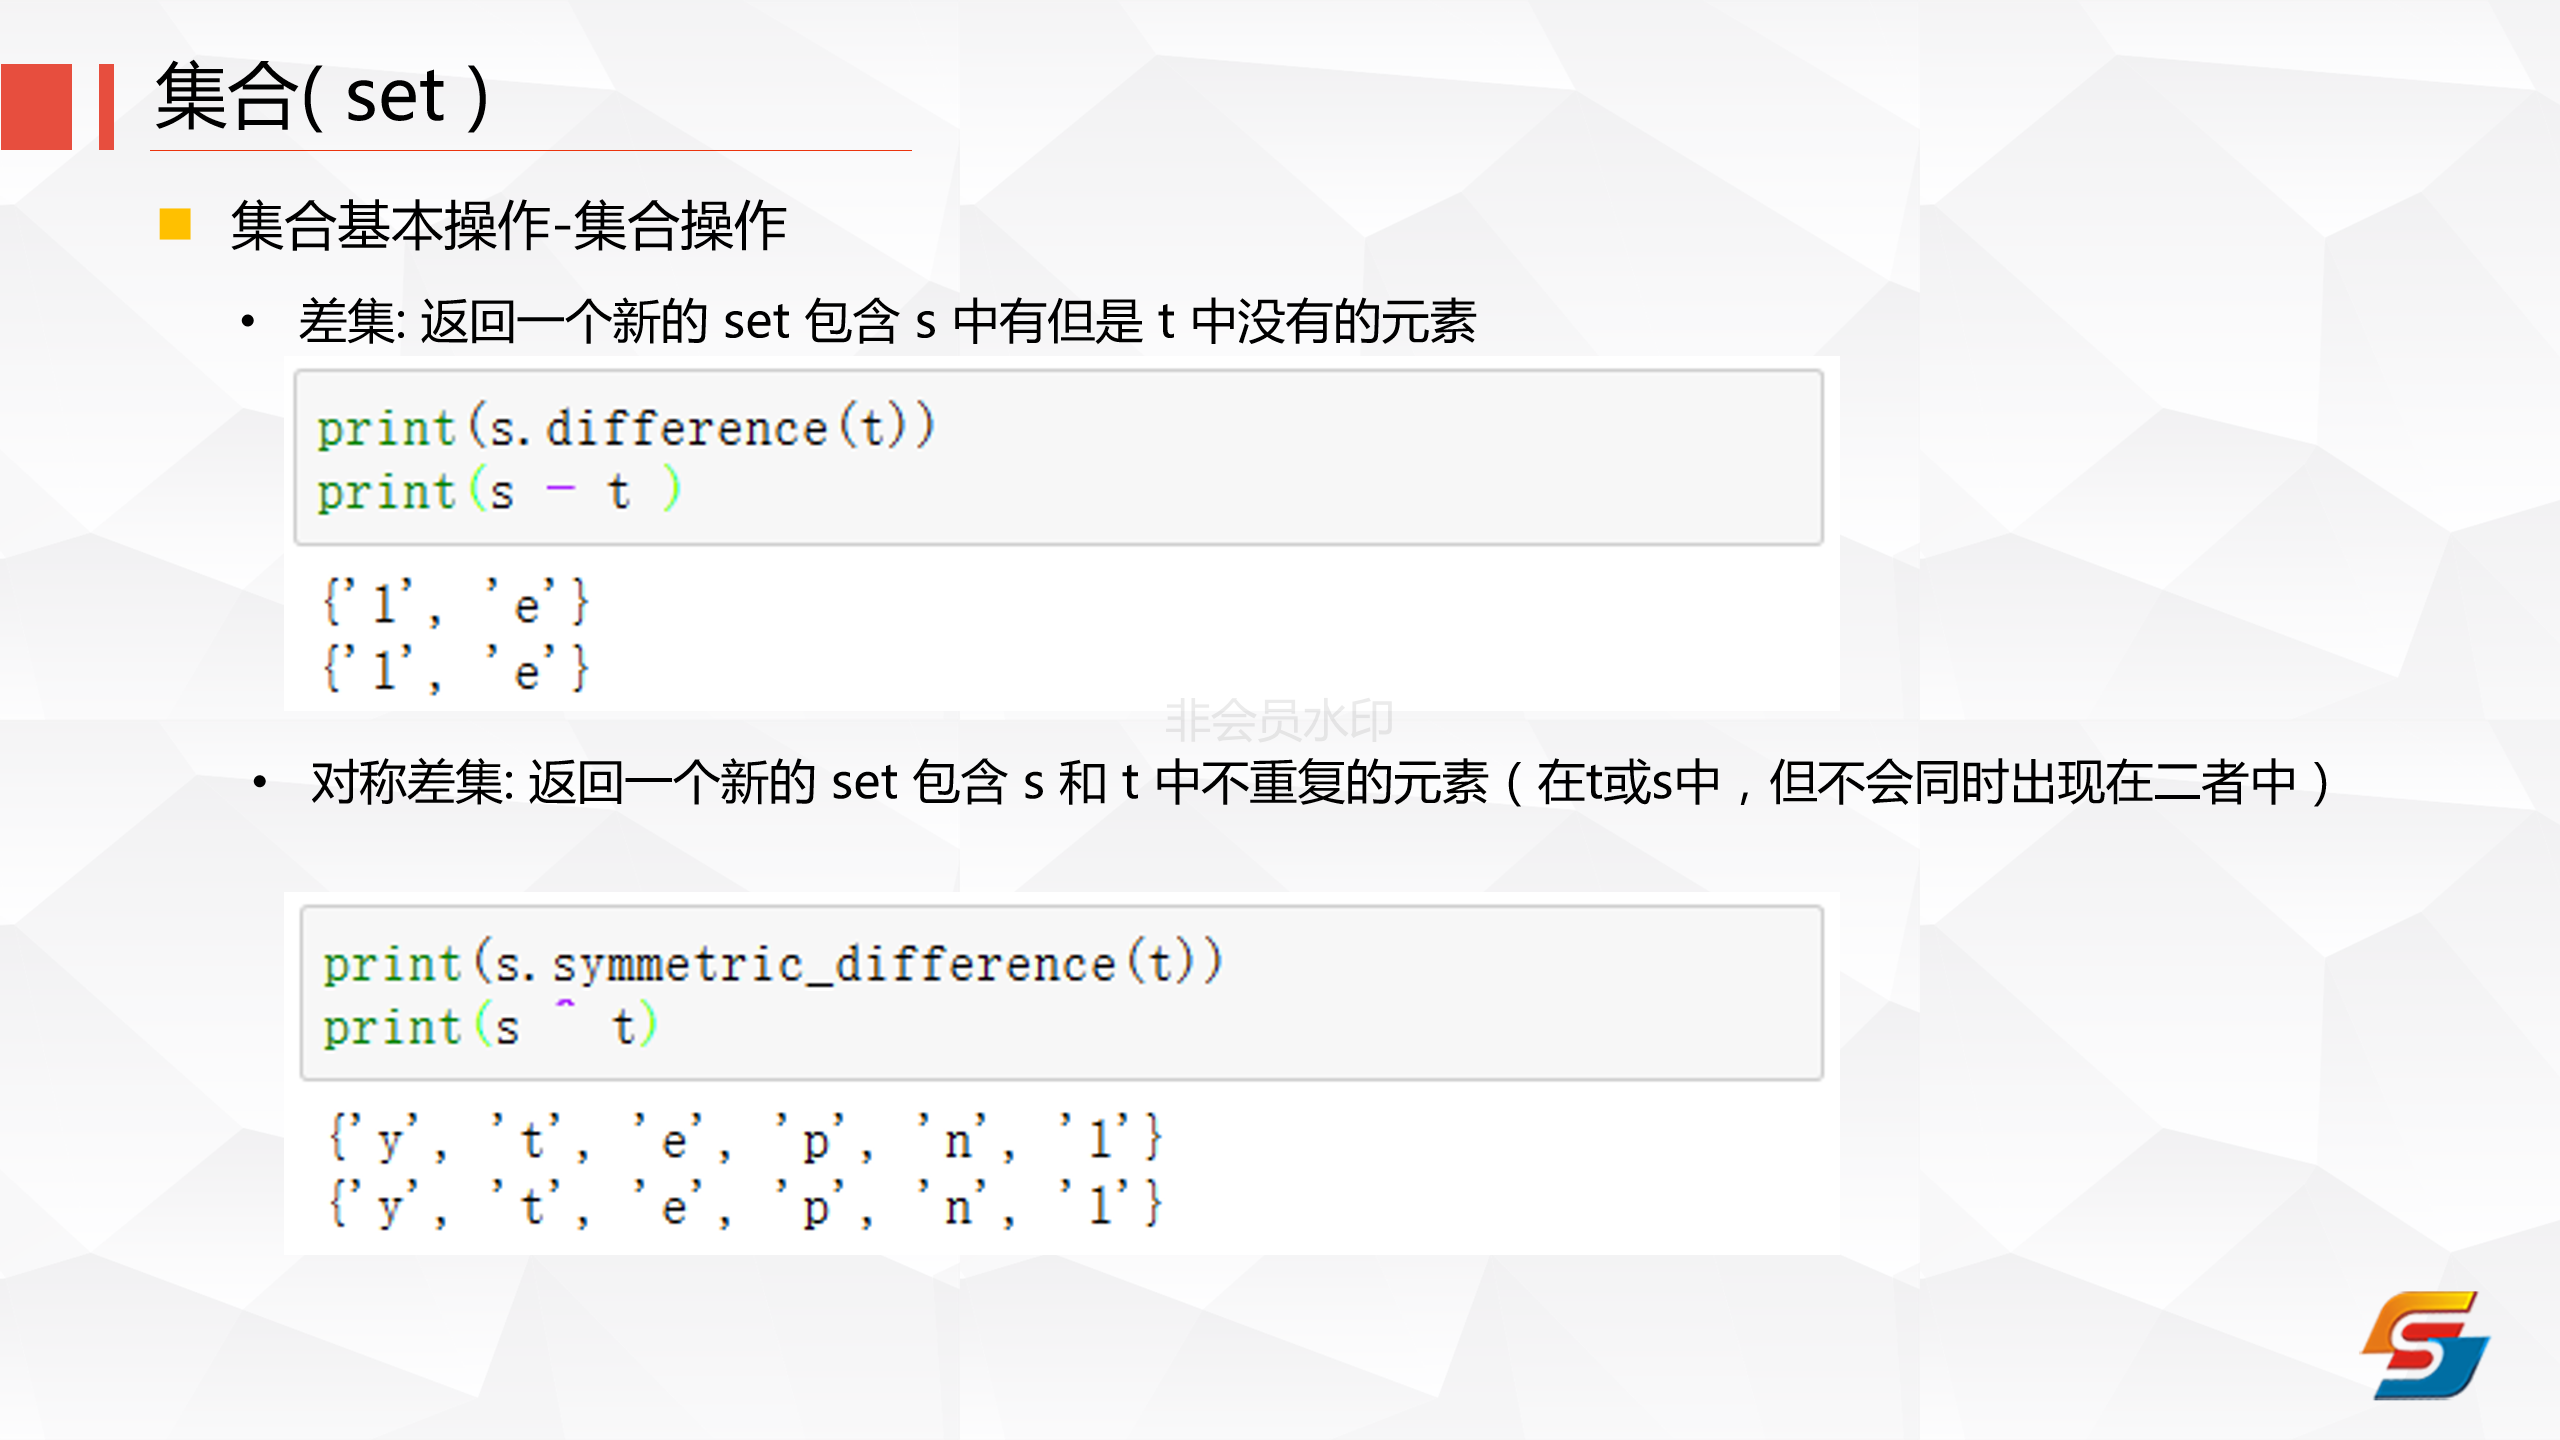 集合( set )
集合基本操作-集合操作
• 差集: 返回一个新的 set 包含 s 中有但是 t 中没有的元素
print(s.difference(t))
print(s - t )
{'l', 'e'}
{'l', 'e'}
非会员水印
• 对称差集: 返回一个新的 set 包含 s 和 t 中不重复的元素（在t或s中，但不会同时出现在二者中）
print(s.symmetric_difference(t))
print(s ^ t)
{'y', 't', 'e', 'p', 'n', 'l'}
{'y', 't', 'e', 'p', 'n', 'l'}